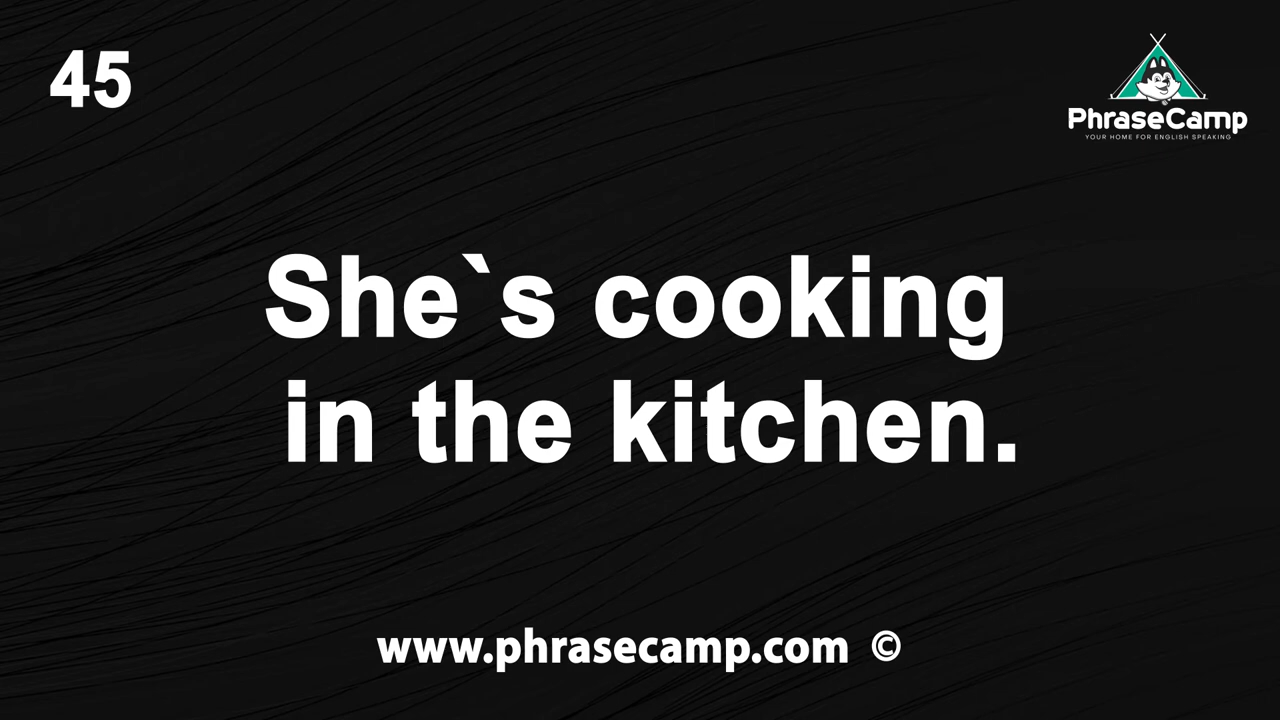 45
PhraseCamp
YOUR HOME FOR ENGLISH SPEAKING
She`s cooking
in the kitchen.
www.phrasecamp.com ©